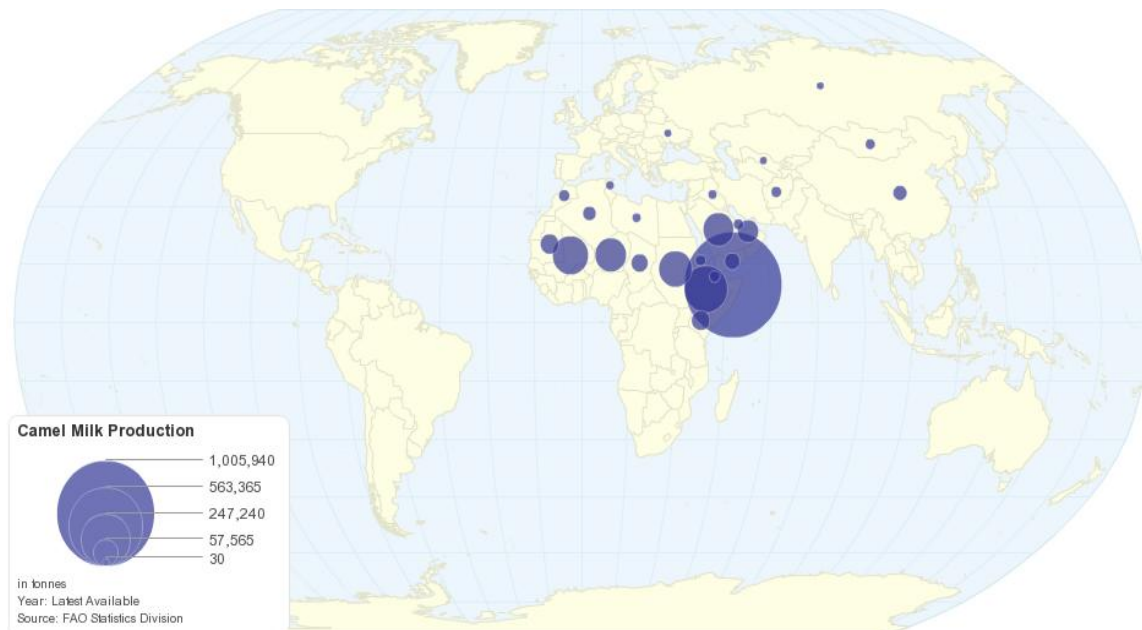 Camel Milk Production
1,005,940
563,365
247,240
57,565
30
in tonnes
Year: Latest Available
Source: FAO Statistics Division